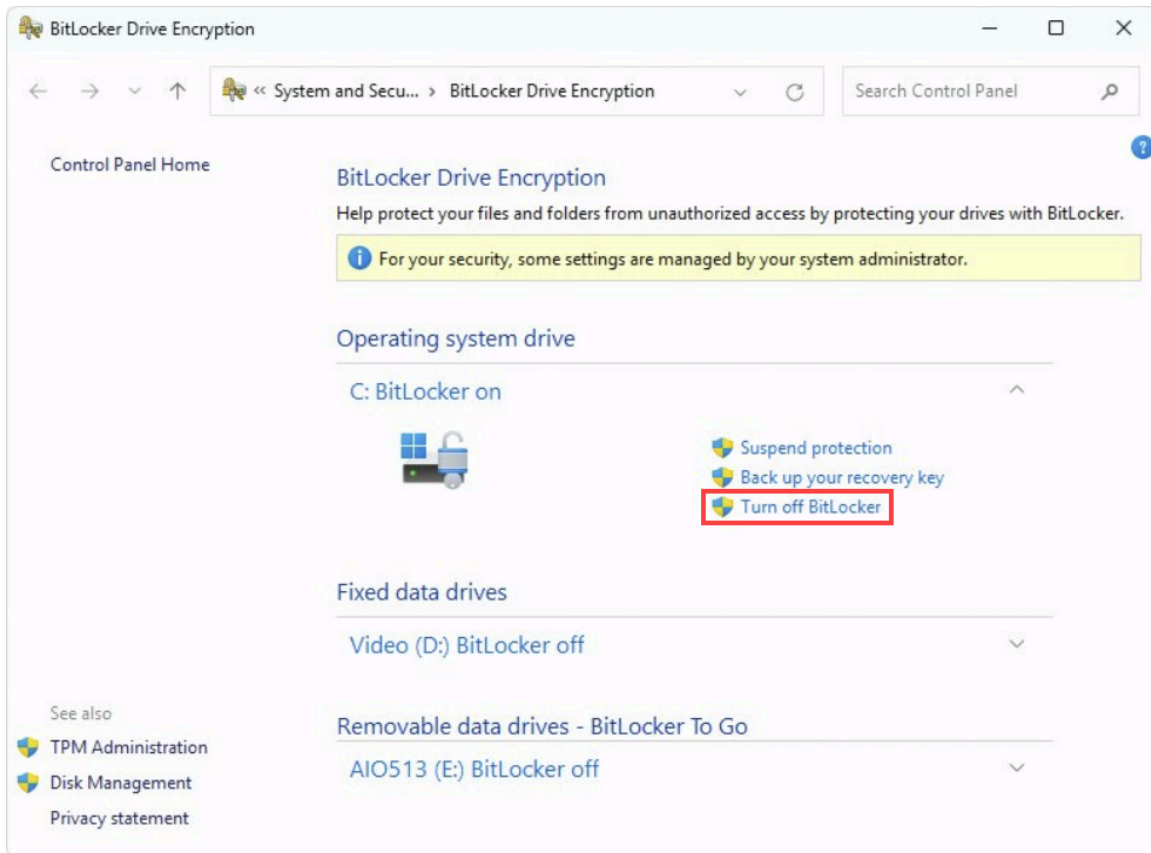 BitLocker Drive Encryption
« System and Secu... › BitLocker Drive Encryption
Search Control Panel
Control Panel Home
BitLocker Drive Encryption
Help protect your files and folders from unauthorized access by protecting your drives with BitLocker.
For your security, some settings are managed by your system administrator.
Operating system drive
C: BitLocker on
Suspend protection
Back up your recovery key
Turn off BitLocker
Fixed data drives
Video (D:) BitLocker off
Removable data drives - BitLocker To Go
AIO513 (E:) BitLocker off
See also
TPM Administration
Disk Management
Privacy statement